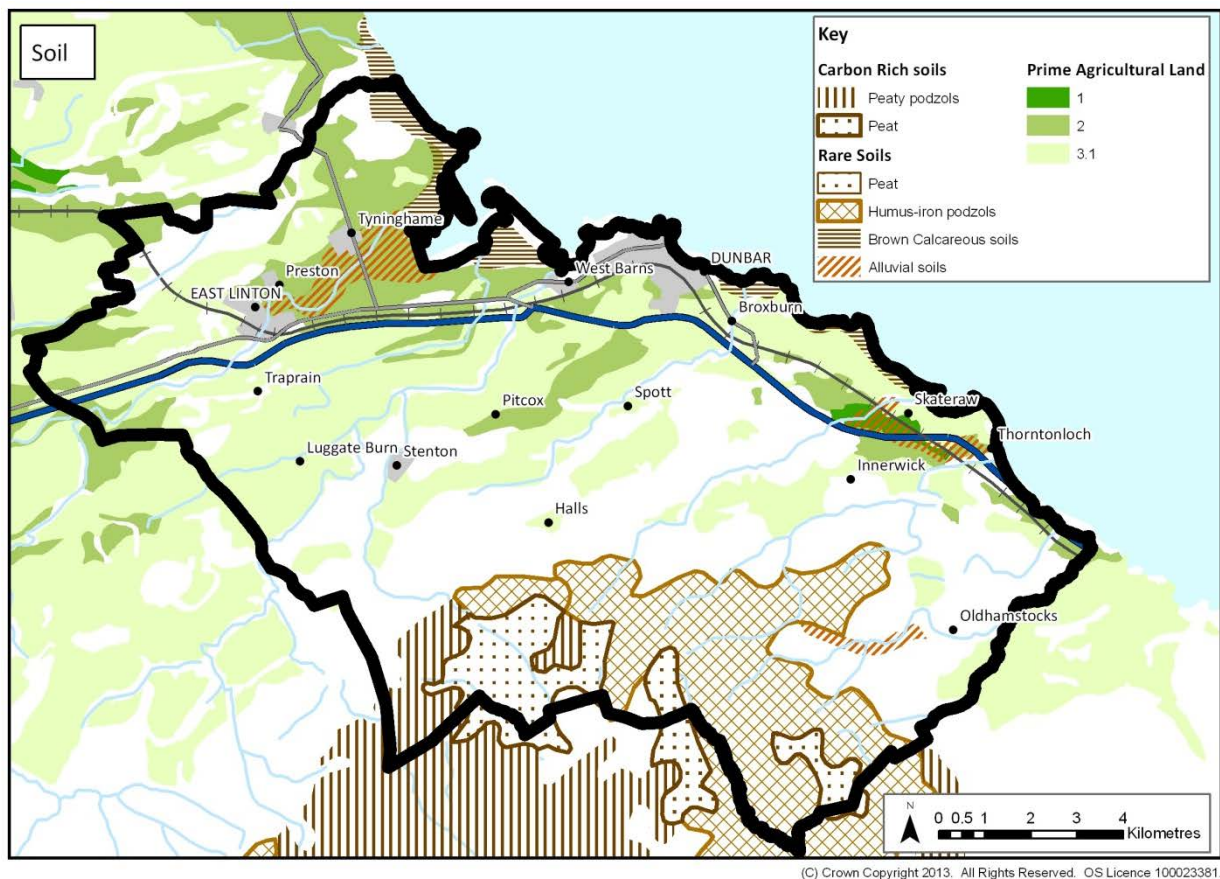 Soil
Key
Carbon Rich soils
Peaty podzols
Peat
Rare Soils
Peat
Humus-iron podzols
Brown Calcareous soils
Alluvial soils
Prime Agricultural Land
1
2
3.1
Tyninghame
Preston
EAST LINTON
West Barns
DUNBAR
Broxburn
Traprain
Pitcox
Spott
Skateraw
Thorntonloch
Luggate Burn
Stenton
Innerwick
Halls
Oldhamstocks
N
0 0.5 1 2 3 4
Kilometres
(C) Crown Copyright 2013. All Rights Reserved. OS Licence 100023381